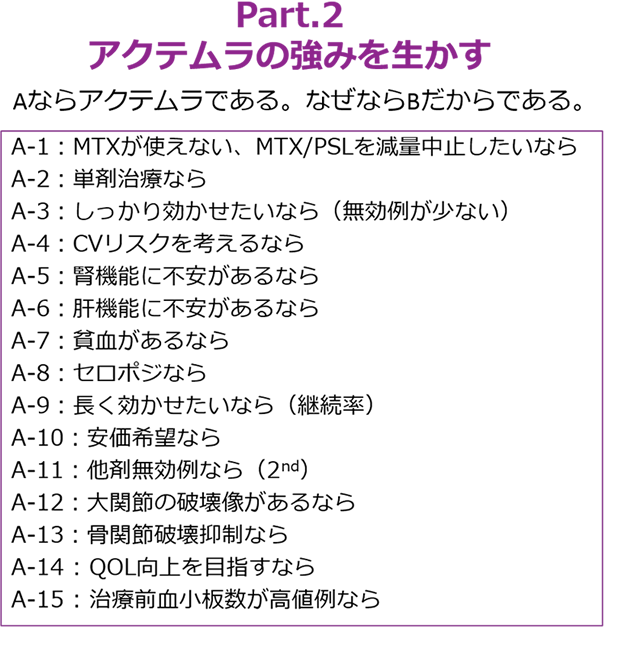 Part.2
アクテムラの強みを生かす
Aならアクテムラである。なぜならBだからである。
A-1：MTXが使えない、MTX/PSLを減量中止したいなら
A-2：単剤治療なら
A-3：しっかり効かせたいなら（無効例が少ない）
A-4：CVリスクを考えるなら
A-5：腎機能に不安があるなら
A-6：肝機能に不安があるなら
A-7：貧血があるなら
A-8：セロポジなら
A-9：長く効かせたいなら（継続率）
A-10：安価希望なら
A-11：他剤無効例なら（2nd）
A-12：大関節の破壊像があるなら
A-13：骨関節破壊抑制なら
A-14： QOL向上を目指すなら
A-15：治療前血小板数が高値例なら